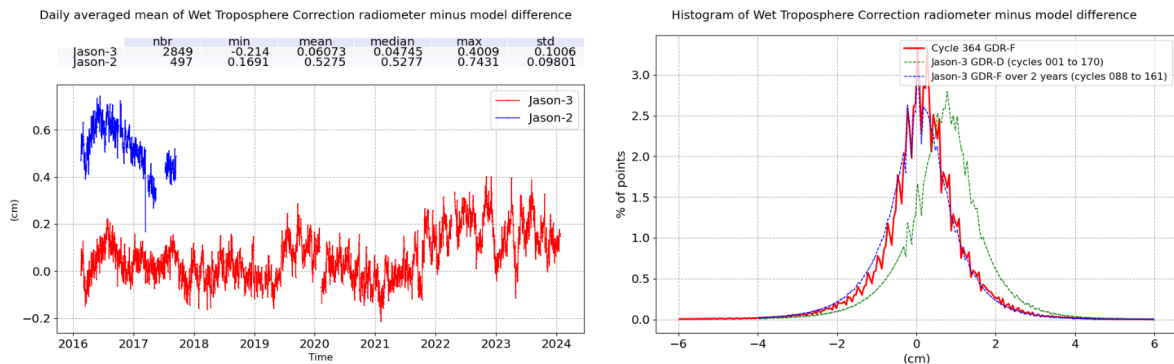 Daily averaged mean of Wet Troposphere Correction radiometer minus model difference
nbr min mean median max std
Jason-3 2849 -0.214 0.06073 0.04745 0.4009 0.1006
Jason-2 497 0.1691 0.5275 0.5277 0.7431 0.09801
Jason-3
Jason-2
0.6
0.4
0.2
0.0
−0.2
(cm)
2016 2017 2018 2019 2020 2021 2022 2023 2024
Time
Histogram of Wet Troposphere Correction radiometer minus model difference
Cycle 364 GDR-F
Jason-3 GDR-D (cycles 001 to 170)
Jason-3 GDR-F over 2 years (cycles 088 to 161)
3.0
2.5
2.0
1.5
1.0
0.5
0.0
% of points
−6 −4 −2 0 2 4 6
(cm)